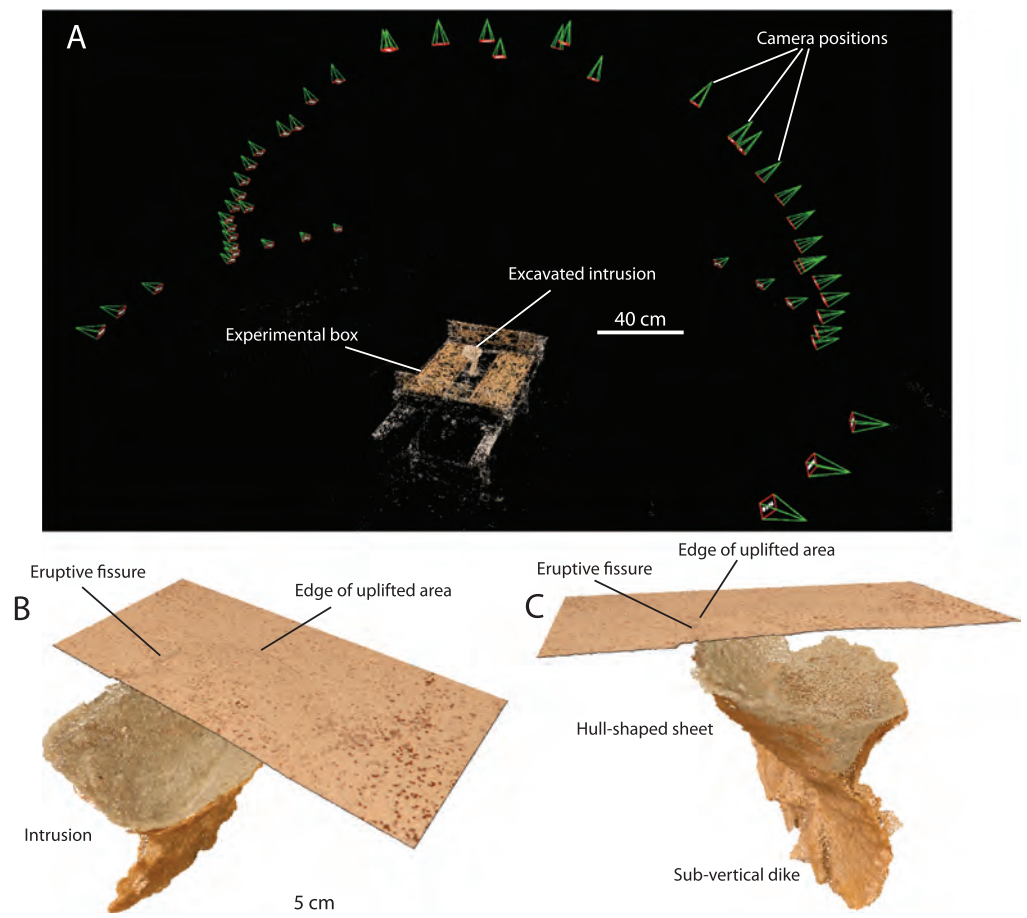 A
Camera positions
Excavated intrusion
40 cm
Experimental box
Edge of uplifted area
Eruptive fissure
Eruptive fissure
B
Edge of uplifted area
C
Hull-shaped sheet
Intrusion
Sub-vertical dike
5 cm